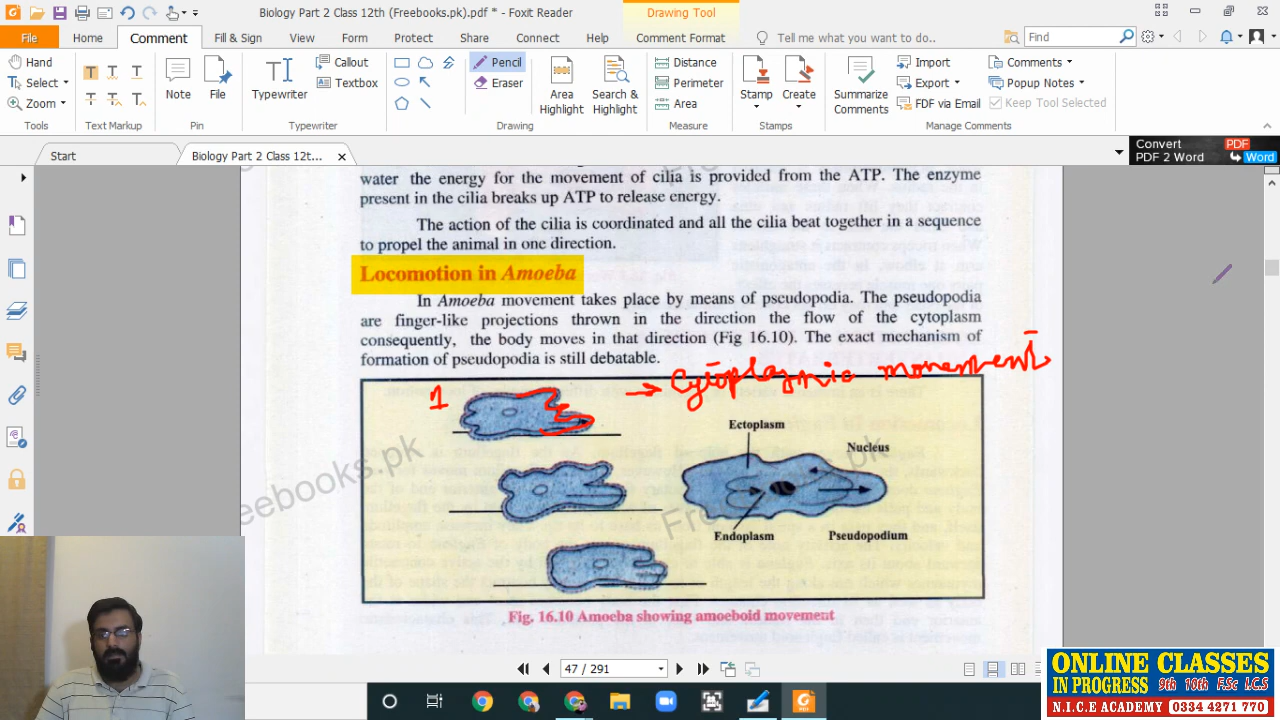 Biology Part 2 Class 12th (Freebooks.pk).pdf * - Foxit Reader
Drawing Tool
File Home Comment Fill & Sign View Form Protect Share Connect Help Comment Format Tell me what you want to do.. Find
Hand
Select
Zoom
Tools
Text Markup
Note
File
Pin
Typewriter
Callout
Textbox
Typewriter
Pencil
Eraser
Drawing
Area Highlight
Search & Highlight
Distance
Perimeter
Area
Measure
Stamp
Create
Stamps
Summarize Comments
Import
Export
FDF via Email
Comments
Popup Notes
Keep Tool Selected
Manage Comments
Start
Biology Part 2 Class 12t...
Convert PDF
PDF 2 Word Word
water the energy for the movement of cilia is provided from the ATP. The enzyme
present in the cilia breaks up ATP to release energy.
The action of the cilia is coordinated and all the cilia beat together in a sequence
to propel the animal in one direction.
Locomotion in Amoeba
In Amoeba movement takes place by means of pseudopodia. The pseudopodia
are finger-like projections thrown in the direction the flow of the cytoplasm
consequently, the body moves in that direction (Fig 16.10). The exact mechanism of
formation of pseudopodia is still debatable.
1 → Cytoplasmic movement
Ectoplasm
Nucleus
Endoplasm
Pseudopodium
Freebooks.pk
Freebooks.pk
Fig. 16.10 Amoeba showing amoeboid movement
47 / 291
ONLINE CLASSES
IN PROGRESS 9th 10th F.Sc I.C.S
N.I.C.E ACADEMY 0334 4271 770